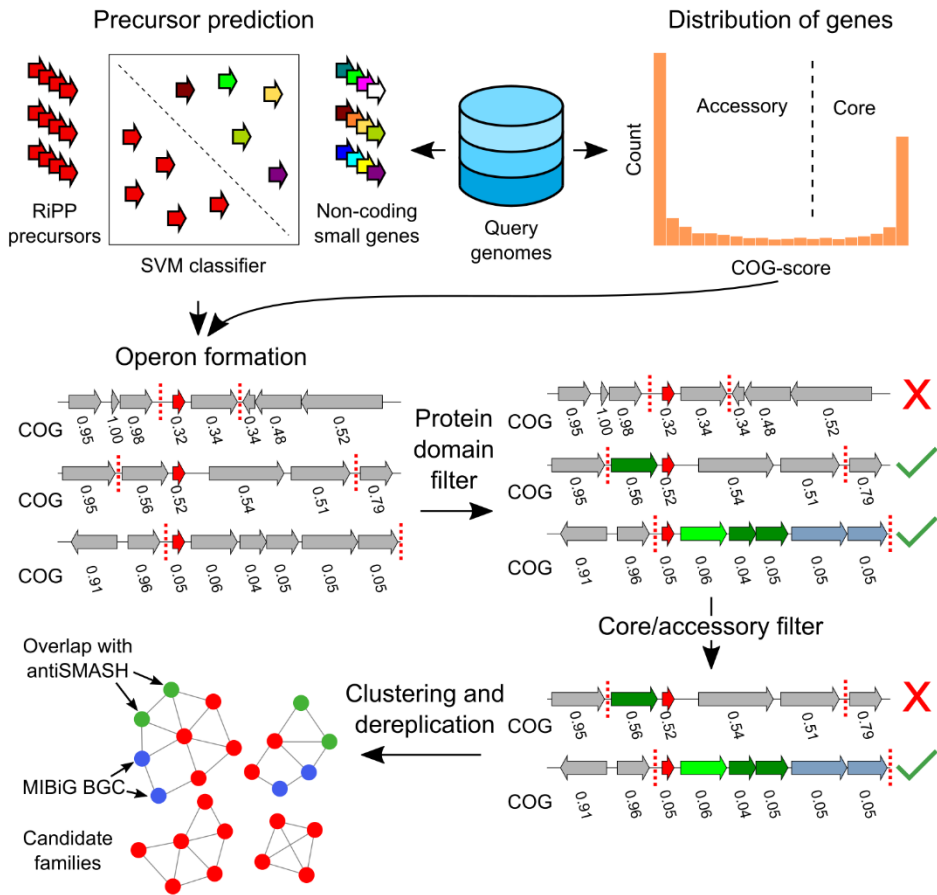 Precursor prediction
Distribution of genes
RiPP
precursors
SVM classifier
Non-coding
small genes
Query
genomes
Count
Accessory
Core
COG-score
Operon formation
COG
0.95 1.00 0.98 0.32 0.34 0.34 0.48 0.52
COG
0.95 0.56 0.52 0.54 0.51 0.79
COG
0.91 0.96 0.05 0.06 0.04 0.05 0.05 0.05
Protein
domain
filter
COG
0.95 1.00 0.98 0.32 0.34 0.34 0.48 0.52
X
COG
0.95 0.56 0.52 0.54 0.51 0.79
COG
0.91 0.96 0.05 0.06 0.04 0.05 0.05 0.05
Core/accessory filter
COG
0.95 0.56 0.52 0.54 0.51 0.79
X
COG
0.91 0.96 0.05 0.06 0.04 0.05 0.05 0.05
Clustering and
dereplication
Overlap with
antiSMASH
MIBiG BGC
Candidate
families